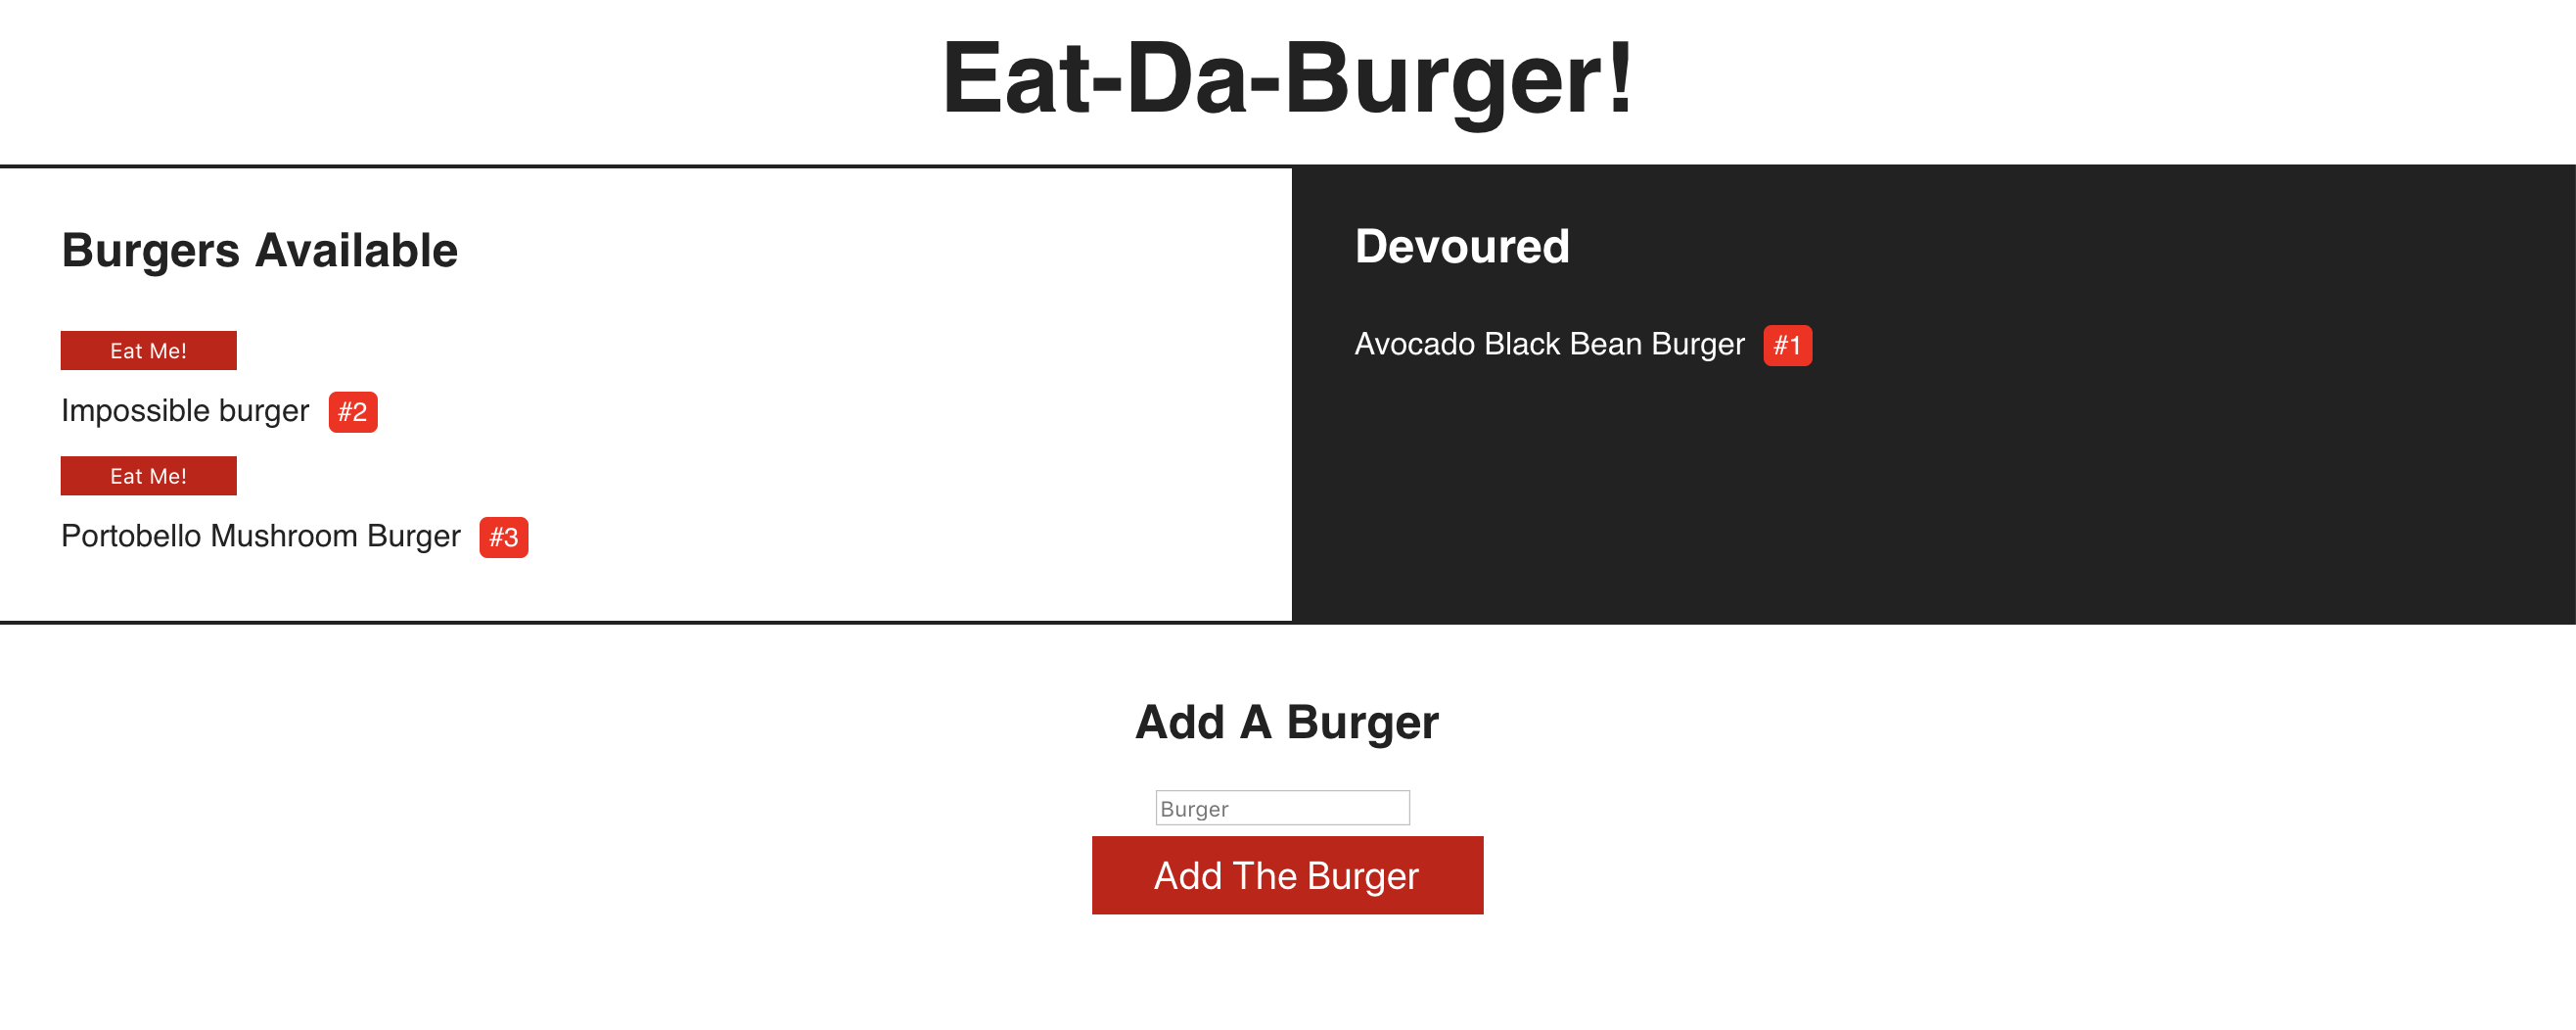 Eat-Da-Burger!
Burgers Available
Eat Me!
Impossible burger #2
Eat Me!
Portobello Mushroom Burger #3
Devoured
Avocado Black Bean Burger #1
Add A Burger
Burger
Add The Burger